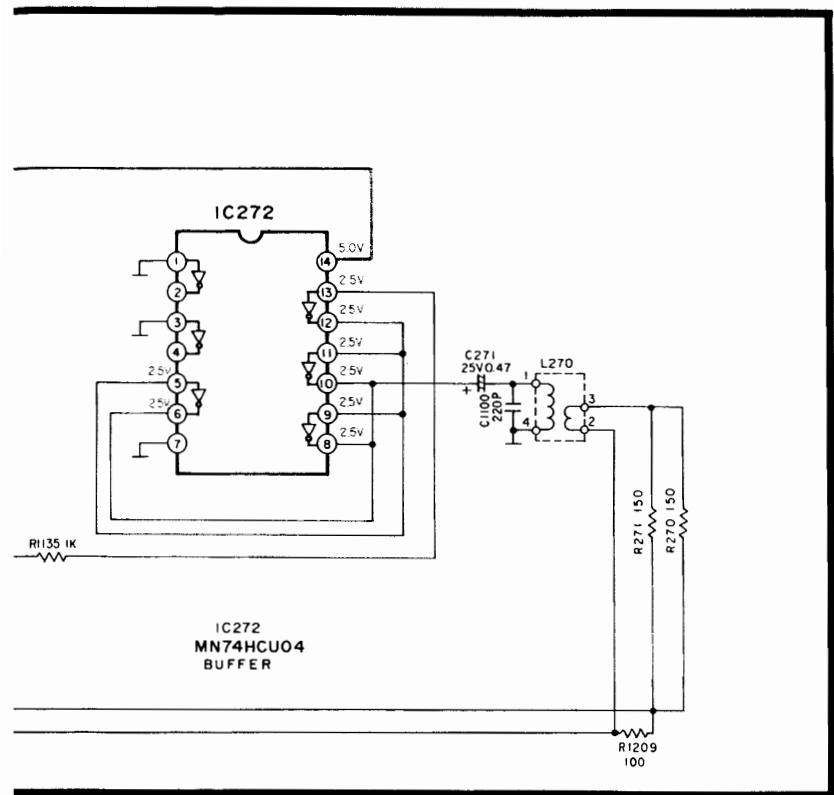 IC272
5.0V
1
14
2.5V
2
13
2.5V
3
12
2.5V
4
11
2.5V
2.5V
5
10
2.5V
2.5V
6
9
2.5V
7
8
C271
25V0.47
+
C1100
220P
L270
1
4
3
2
R271 150
R270 150
R1135 1K
IC272
MN74HCU04
BUFFER
R1209
100